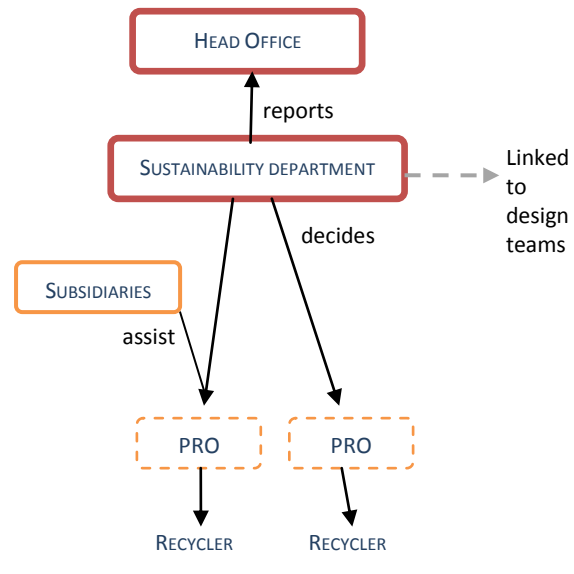 HEAD OFFICE
reports
SUSTAINABILITY DEPARTMENT
Linked
to
design
teams
decides
SUBSIDIARIES
assist
PRO
PRO
RECYCLER
RECYCLER